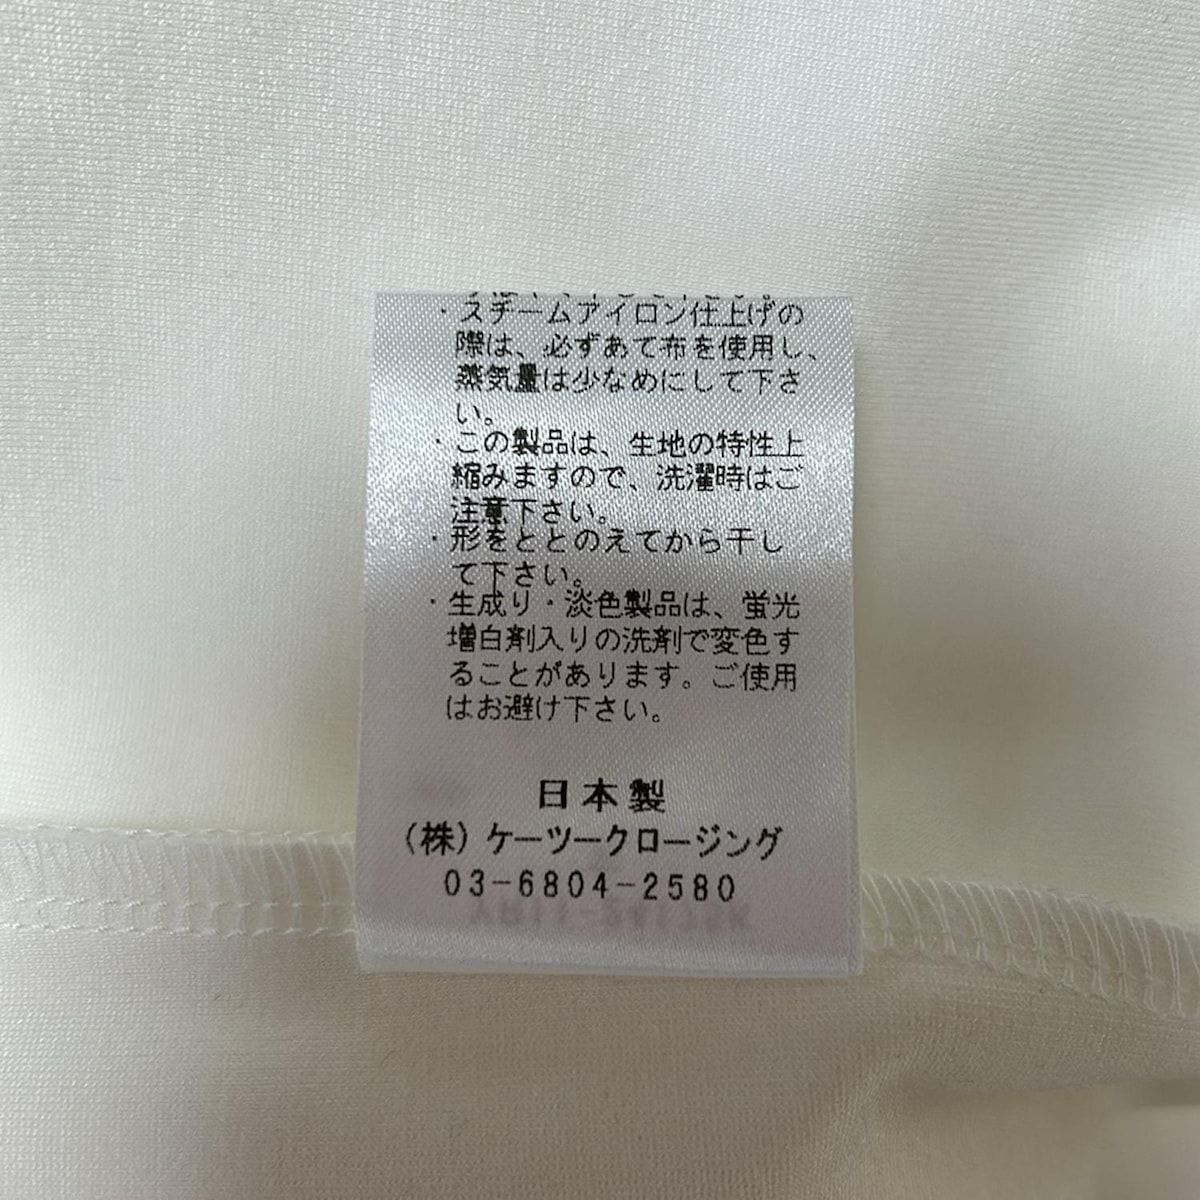 ・スチームアイロン仕上げの
際は、必ずあて布を使用し、
蒸気量は少なめにして下さ
い。
・この製品は、生地の特性上
縮みますので、洗濯時はご
注意下さい。
・形をととのえてから干し
て下さい。
・生成り・淡色製品は、蛍光
増白剤入りの洗剤で変色す
ることがあります。ご使用
はお避け下さい。
日本製
(株)ケーツークロージング
03-6804-2580